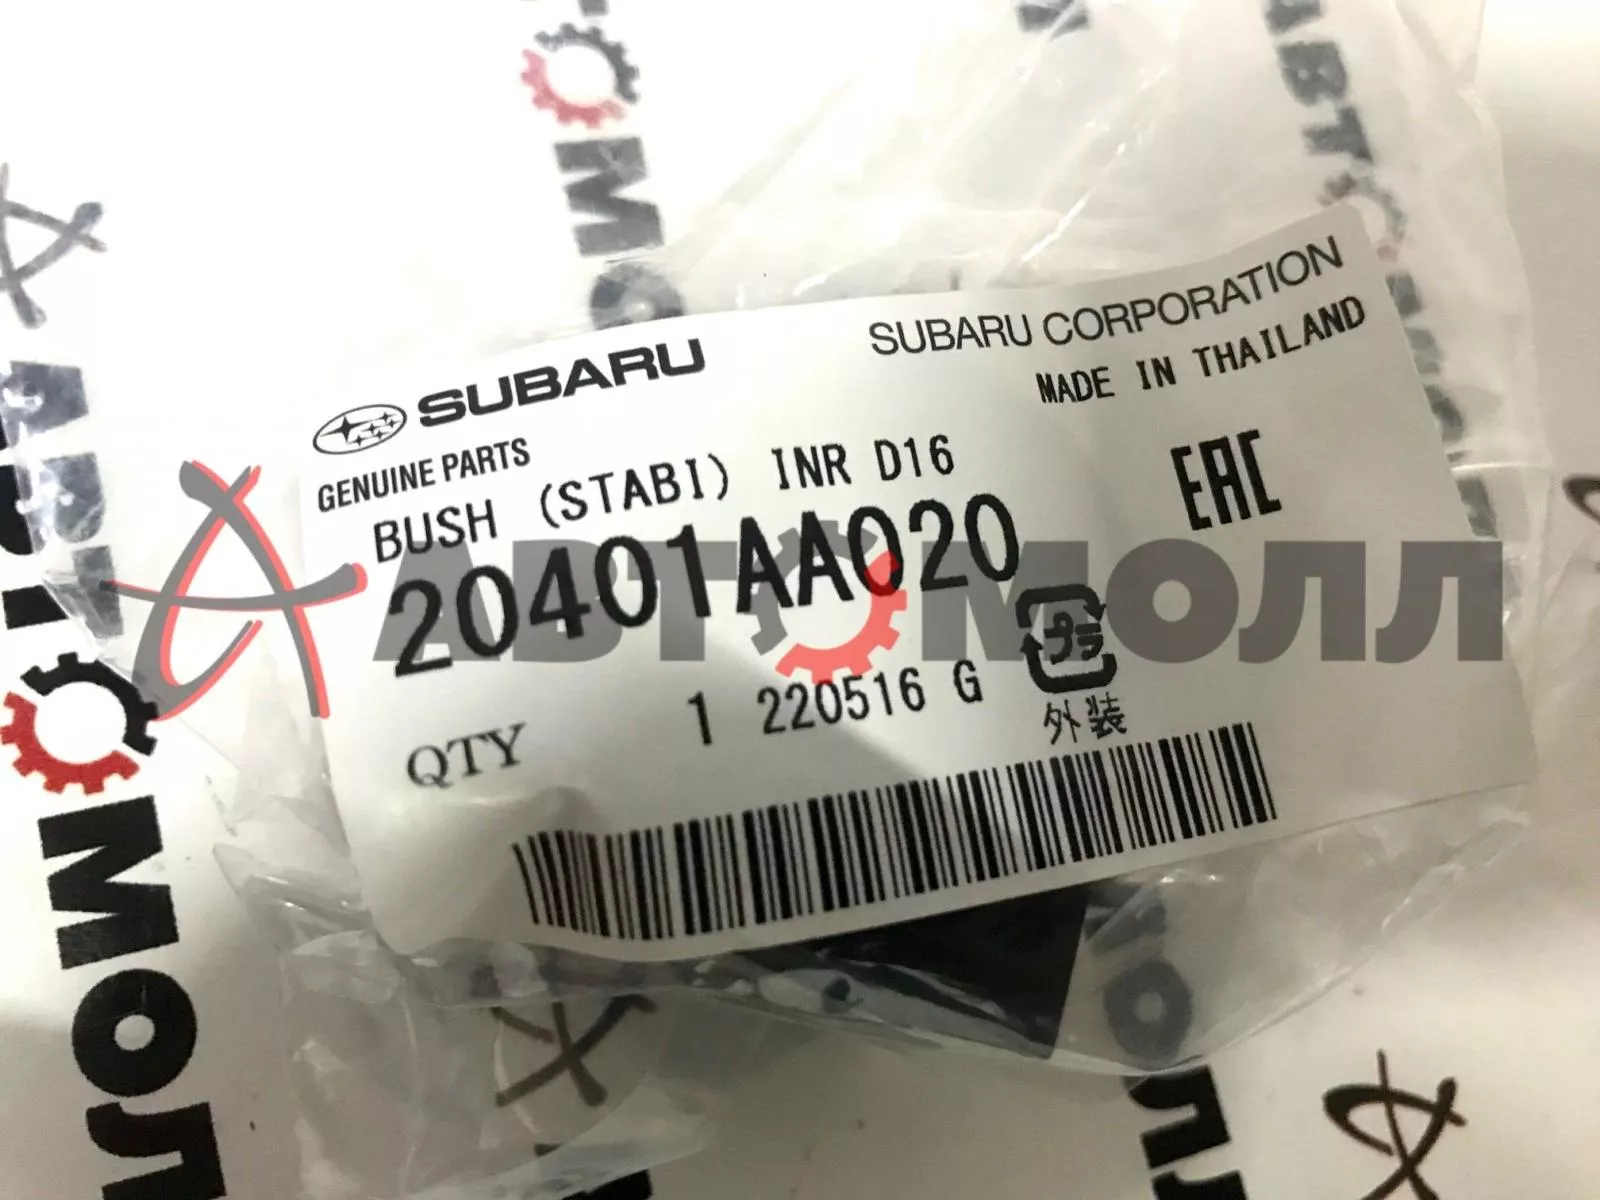 SUBARU
SUBARU CORPORATION
MADE IN THAILAND
GENUINE PARTS
BUSH (STABI) INR D16
20401AA020
EAC
АВТОМОЛЛ
プラ
外装
QTY 1 220516 G